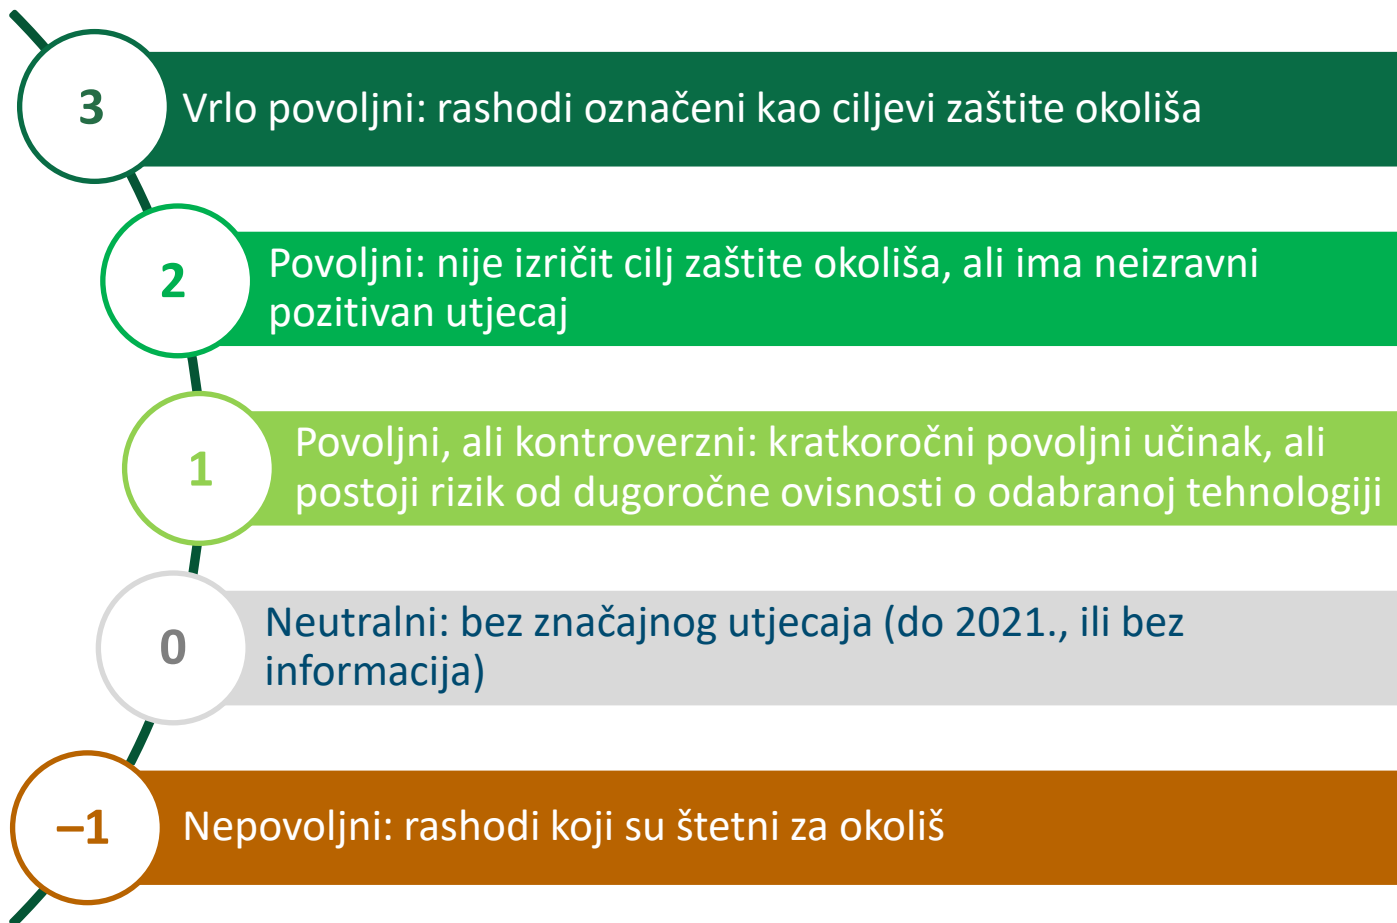 3
Vrlo povoljni: rashodi označeni kao ciljevi zaštite okoliša
2
Povoljni: nije izričit cilj zaštite okoliša, ali ima neizravni
pozitivan utjecaj
1
Povoljni, ali kontroverzni: kratkoročni povoljni učinak, ali
postoji rizik od dugoročne ovisnosti o odabranoj tehnologiji
0
Neutralni: bez značajnog utjecaja (do 2021., ili bez
informacija)
–1
Nepovoljni: rashodi koji su štetni za okoliš